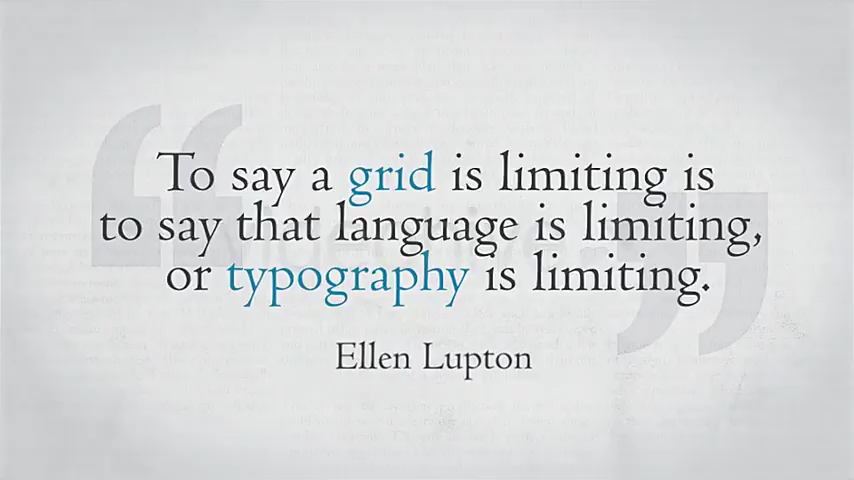 To say a grid is limiting is
to say that language is limiting,
or typography is limiting.
Ellen Lupton